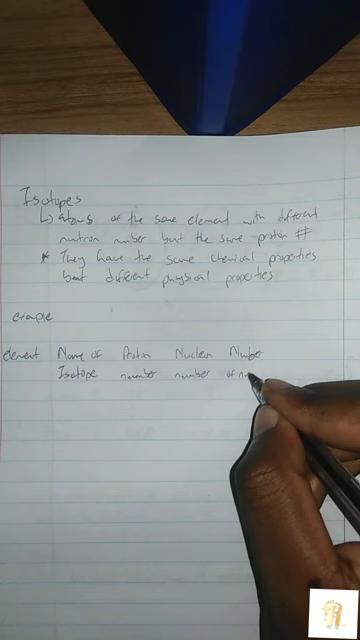 Isotopes
↳ atoms of the same element with different
nutron number but the same proton #
* They have the same chemical properties
but different physical properties
example
element Name of Proton Nucleon Number
Isotope number number of n